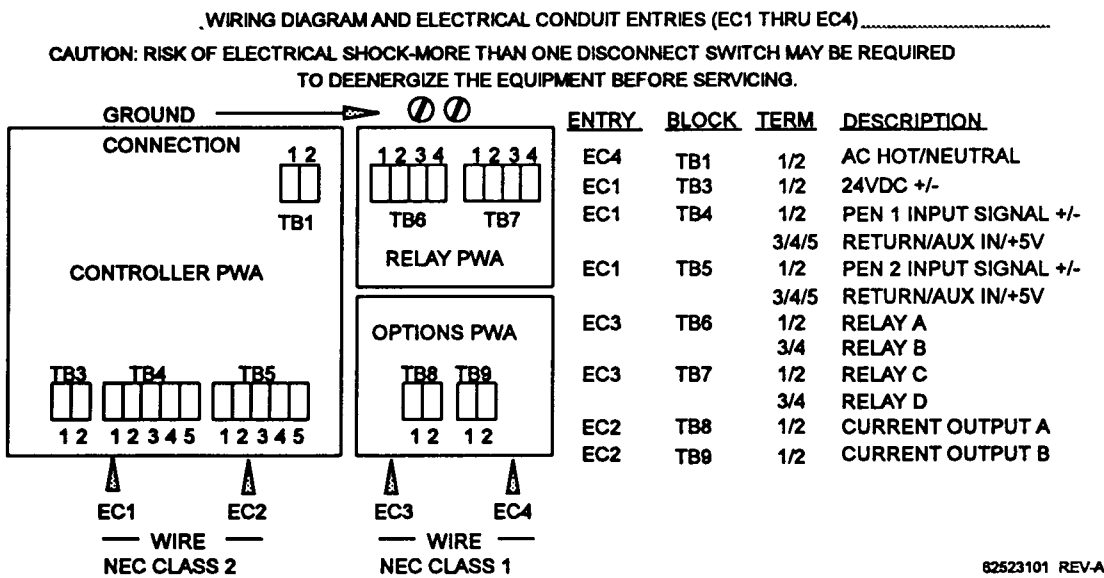 WIRING DIAGRAM AND ELECTRICAL CONDUIT ENTRIES (EC1 THRU EC4)
CAUTION: RISK OF ELECTRICAL SHOCK-MORE THAN ONE DISCONNECT SWITCH MAY BE REQUIRED
TO DEENERGIZE THE EQUIPMENT BEFORE SERVICING.
GROUND
CONNECTION
1 2
TB1
CONTROLLER PWA
TB3 TB4 TB5
1 2 1 2 3 4 5 1 2 3 4 5
1 2 3 4 1 2 3 4
TB6 TB7
RELAY PWA
OPTIONS PWA
TB8 TB9
1 2 1 2
EC1 EC2
WIRE
NEC CLASS 2
EC3 EC4
WIRE
NEC CLASS 1
ENTRY BLOCK TERM DESCRIPTION
EC4 TB1 1/2 AC HOT/NEUTRAL
EC1 TB3 1/2 24VDC +/-
EC1 TB4 1/2 PEN 1 INPUT SIGNAL +/-
3/4/5 RETURN/AUX IN/+5V
EC1 TB5 1/2 PEN 2 INPUT SIGNAL +/-
3/4/5 RETURN/AUX IN/+5V
EC3 TB6 1/2 RELAY A
3/4 RELAY B
EC3 TB7 1/2 RELAY C
3/4 RELAY D
EC2 TB8 1/2 CURRENT OUTPUT A
EC2 TB9 1/2 CURRENT OUTPUT B
62523101 REV-A